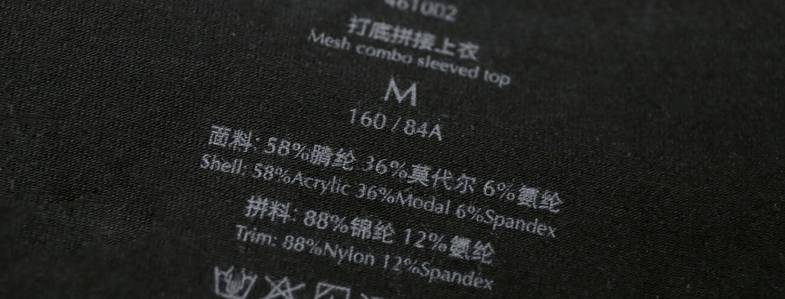 461002
打底拼接上衣
Mesh combo sleeved top
M
160/84A
面料: 58%腈纶 36%莫代尔 6%氨纶
Shell: 58%Acrylic 36%Modal 6%Spandex
拼料: 88%锦纶 12%氨纶
Trim: 88%Nylon 12%Spandex